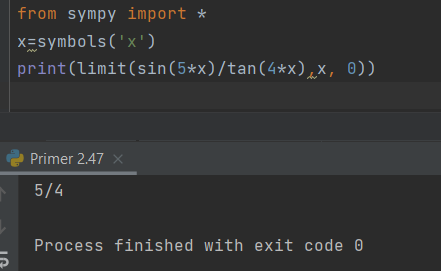 from sympy import *
x=symbols('x')
print(limit(sin(5*x)/tan(4*x),x, 0))
Primer 2.47 ×
5/4
Process finished with exit code 0